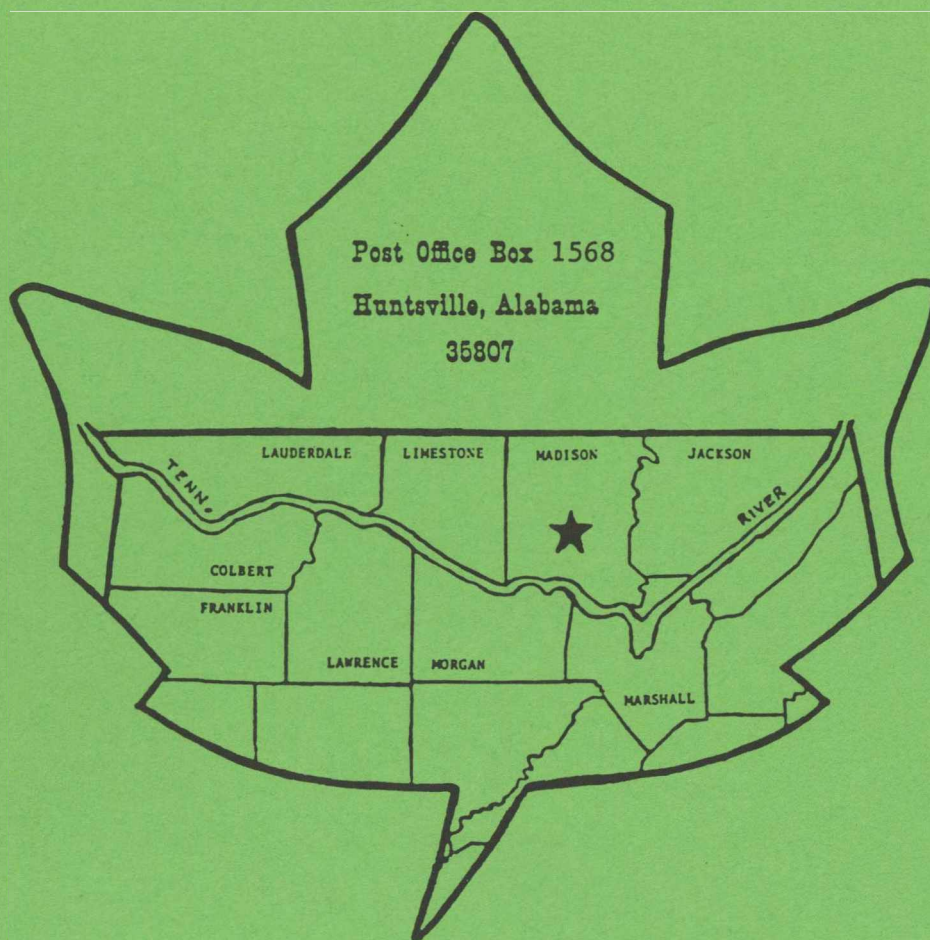 Post Office Box 1568
Huntsville, Alabama
35807
LAUDERDALE
LIMESTONE
MADISON
JACKSON
TENN.
RIVER
COLBERT
FRANKLIN
LAWRENCE
MORGAN
MARSHALL